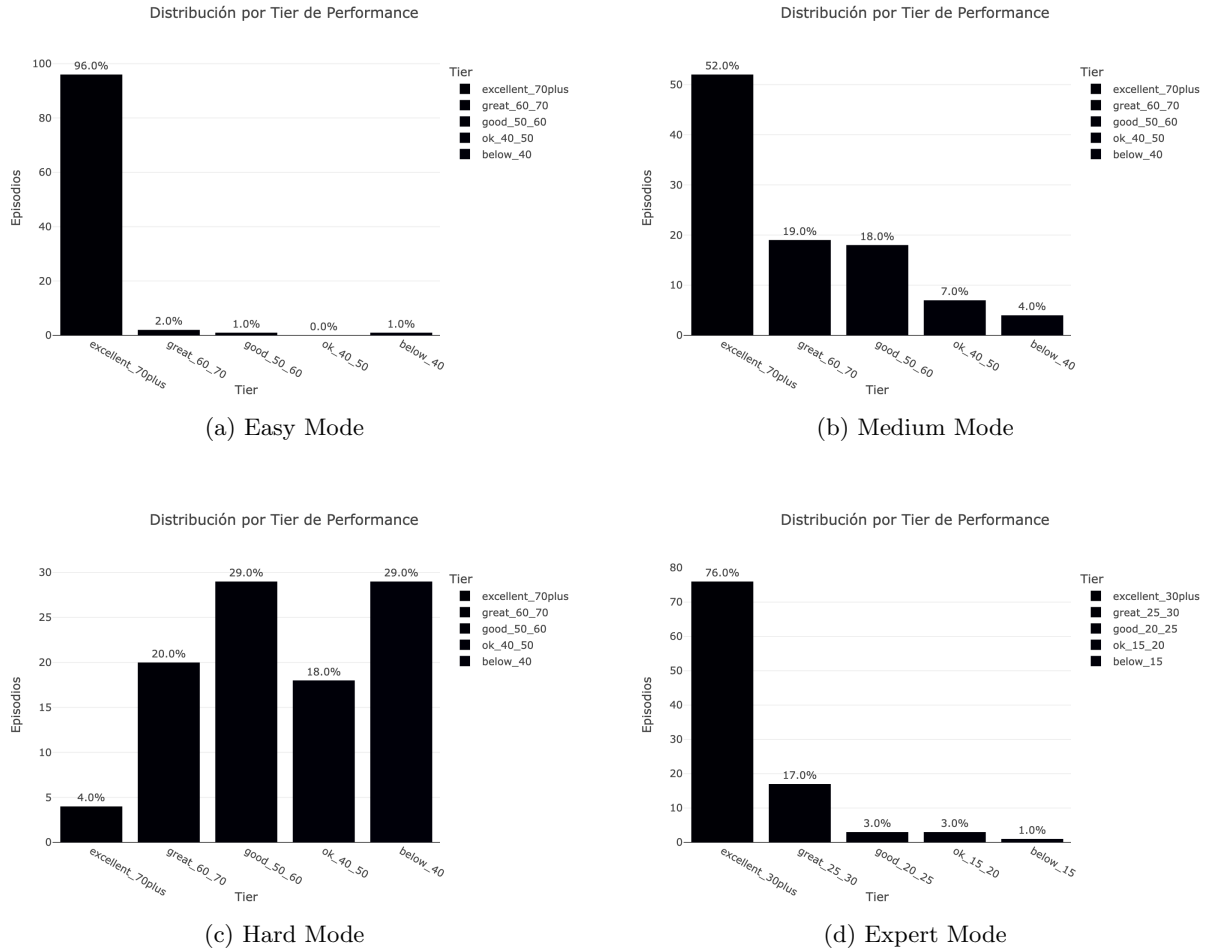 Distribución por Tier de Performance
100
80
60
40
20
0
Episodios
96.0%
2.0%
1.0%
0.0%
1.0%
excellent_70plus
great_60_70
good_50_60
ok_40_50
below_40
Tier
Tier
excellent_70plus
great_60_70
good_50_60
ok_40_50
below_40
(a) Easy Mode
Distribución por Tier de Performance
50
40
30
20
10
0
Episodios
52.0%
19.0%
18.0%
7.0%
4.0%
excellent_70plus
great_60_70
good_50_60
ok_40_50
below_40
Tier
Tier
excellent_70plus
great_60_70
good_50_60
ok_40_50
below_40
(b) Medium Mode
Distribución por Tier de Performance
30
25
20
15
10
5
0
Episodios
4.0%
20.0%
29.0%
18.0%
29.0%
excellent_70plus
great_60_70
good_50_60
ok_40_50
below_40
Tier
Tier
excellent_70plus
great_60_70
good_50_60
ok_40_50
below_40
(c) Hard Mode
Distribución por Tier de Performance
80
70
60
50
40
30
20
10
0
Episodios
76.0%
17.0%
3.0%
3.0%
1.0%
excellent_30plus
great_25_30
good_20_25
ok_15_20
below_15
Tier
Tier
excellent_30plus
great_25_30
good_20_25
ok_15_20
below_15
(d) Expert Mode